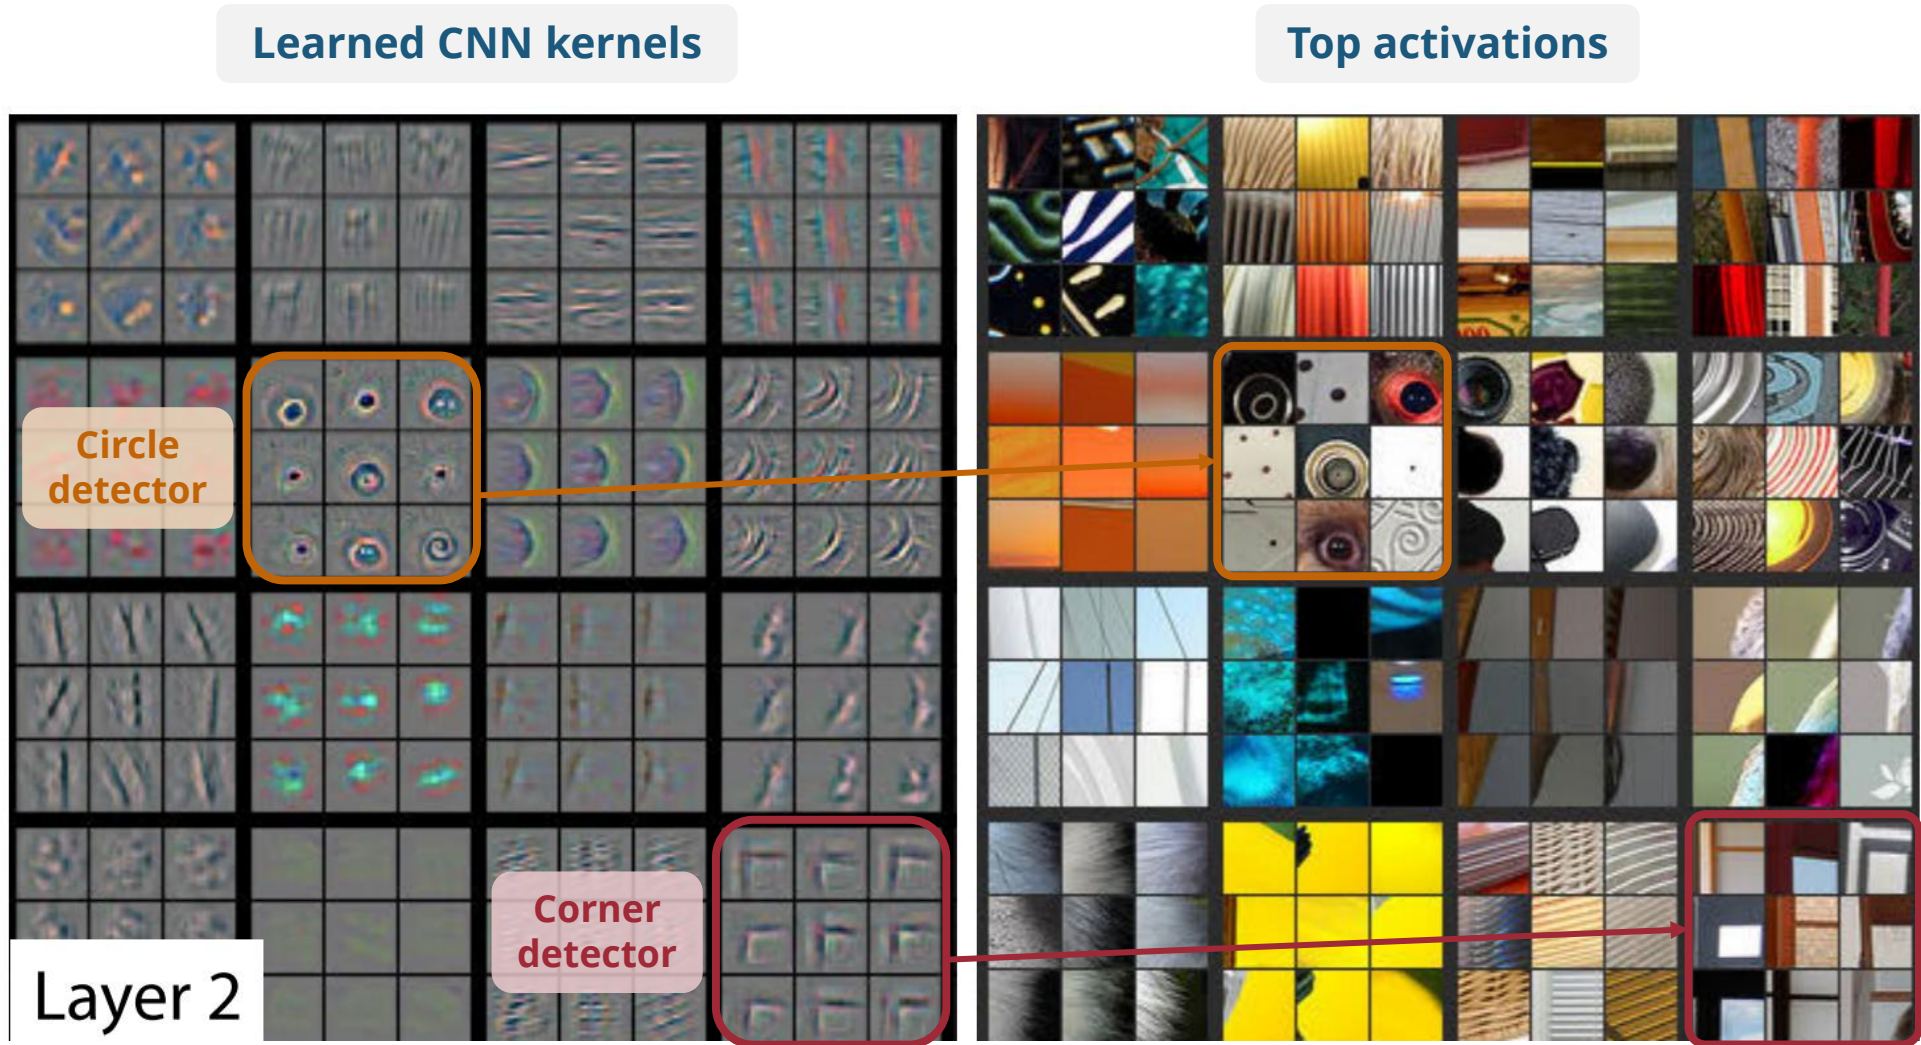 Learned CNN kernels
Top activations
Circle
detector
Corner
detector
Layer 2